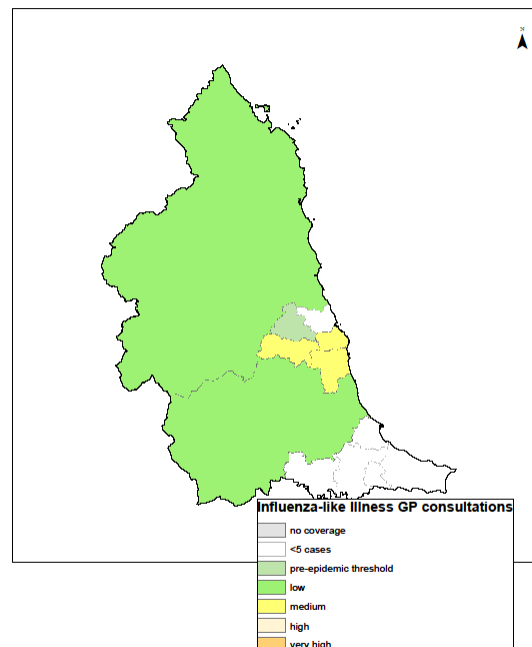 N
Influenza-like Illness GP consultations
no coverage
<5 cases
pre-epidemic threshold
low
medium
high
very high